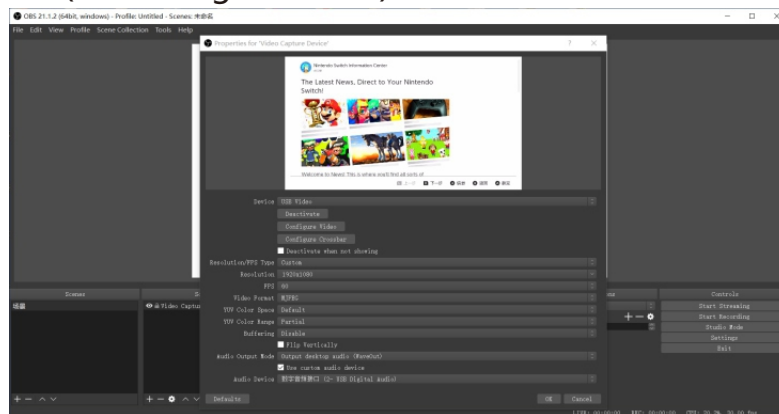 OBS 21.1.2 (64bit, windows) - Profile: Untitled - Scenes: 未命名
File Edit View Profile Scene Collection Tools Help
Properties for 'Video Capture Device'
Nintendo Switch Information Center
The Latest News, Direct to Your Nintendo
Switch!
下一步
Device USB Video
Deactivate
Configure Video
Configure Crossbar
Deactivate when not showing
Resolution/FPS Type Custom
Resolution 1920x1080
FPS 60
Video Format MJPEG
YUV Color Space Default
YUV Color Range Partial
Buffering Disable
Flip Vertically
Audio Output Mode Output desktop audio (WaveOut)
Use custom audio device
Audio Device 数字音频接口 (2- USB Digital Audio)
Defaults OK Cancel
Scenes
场景
Video Captu
Controls
Start Streaming
Start Recording
Studio Mode
Settings
Exit